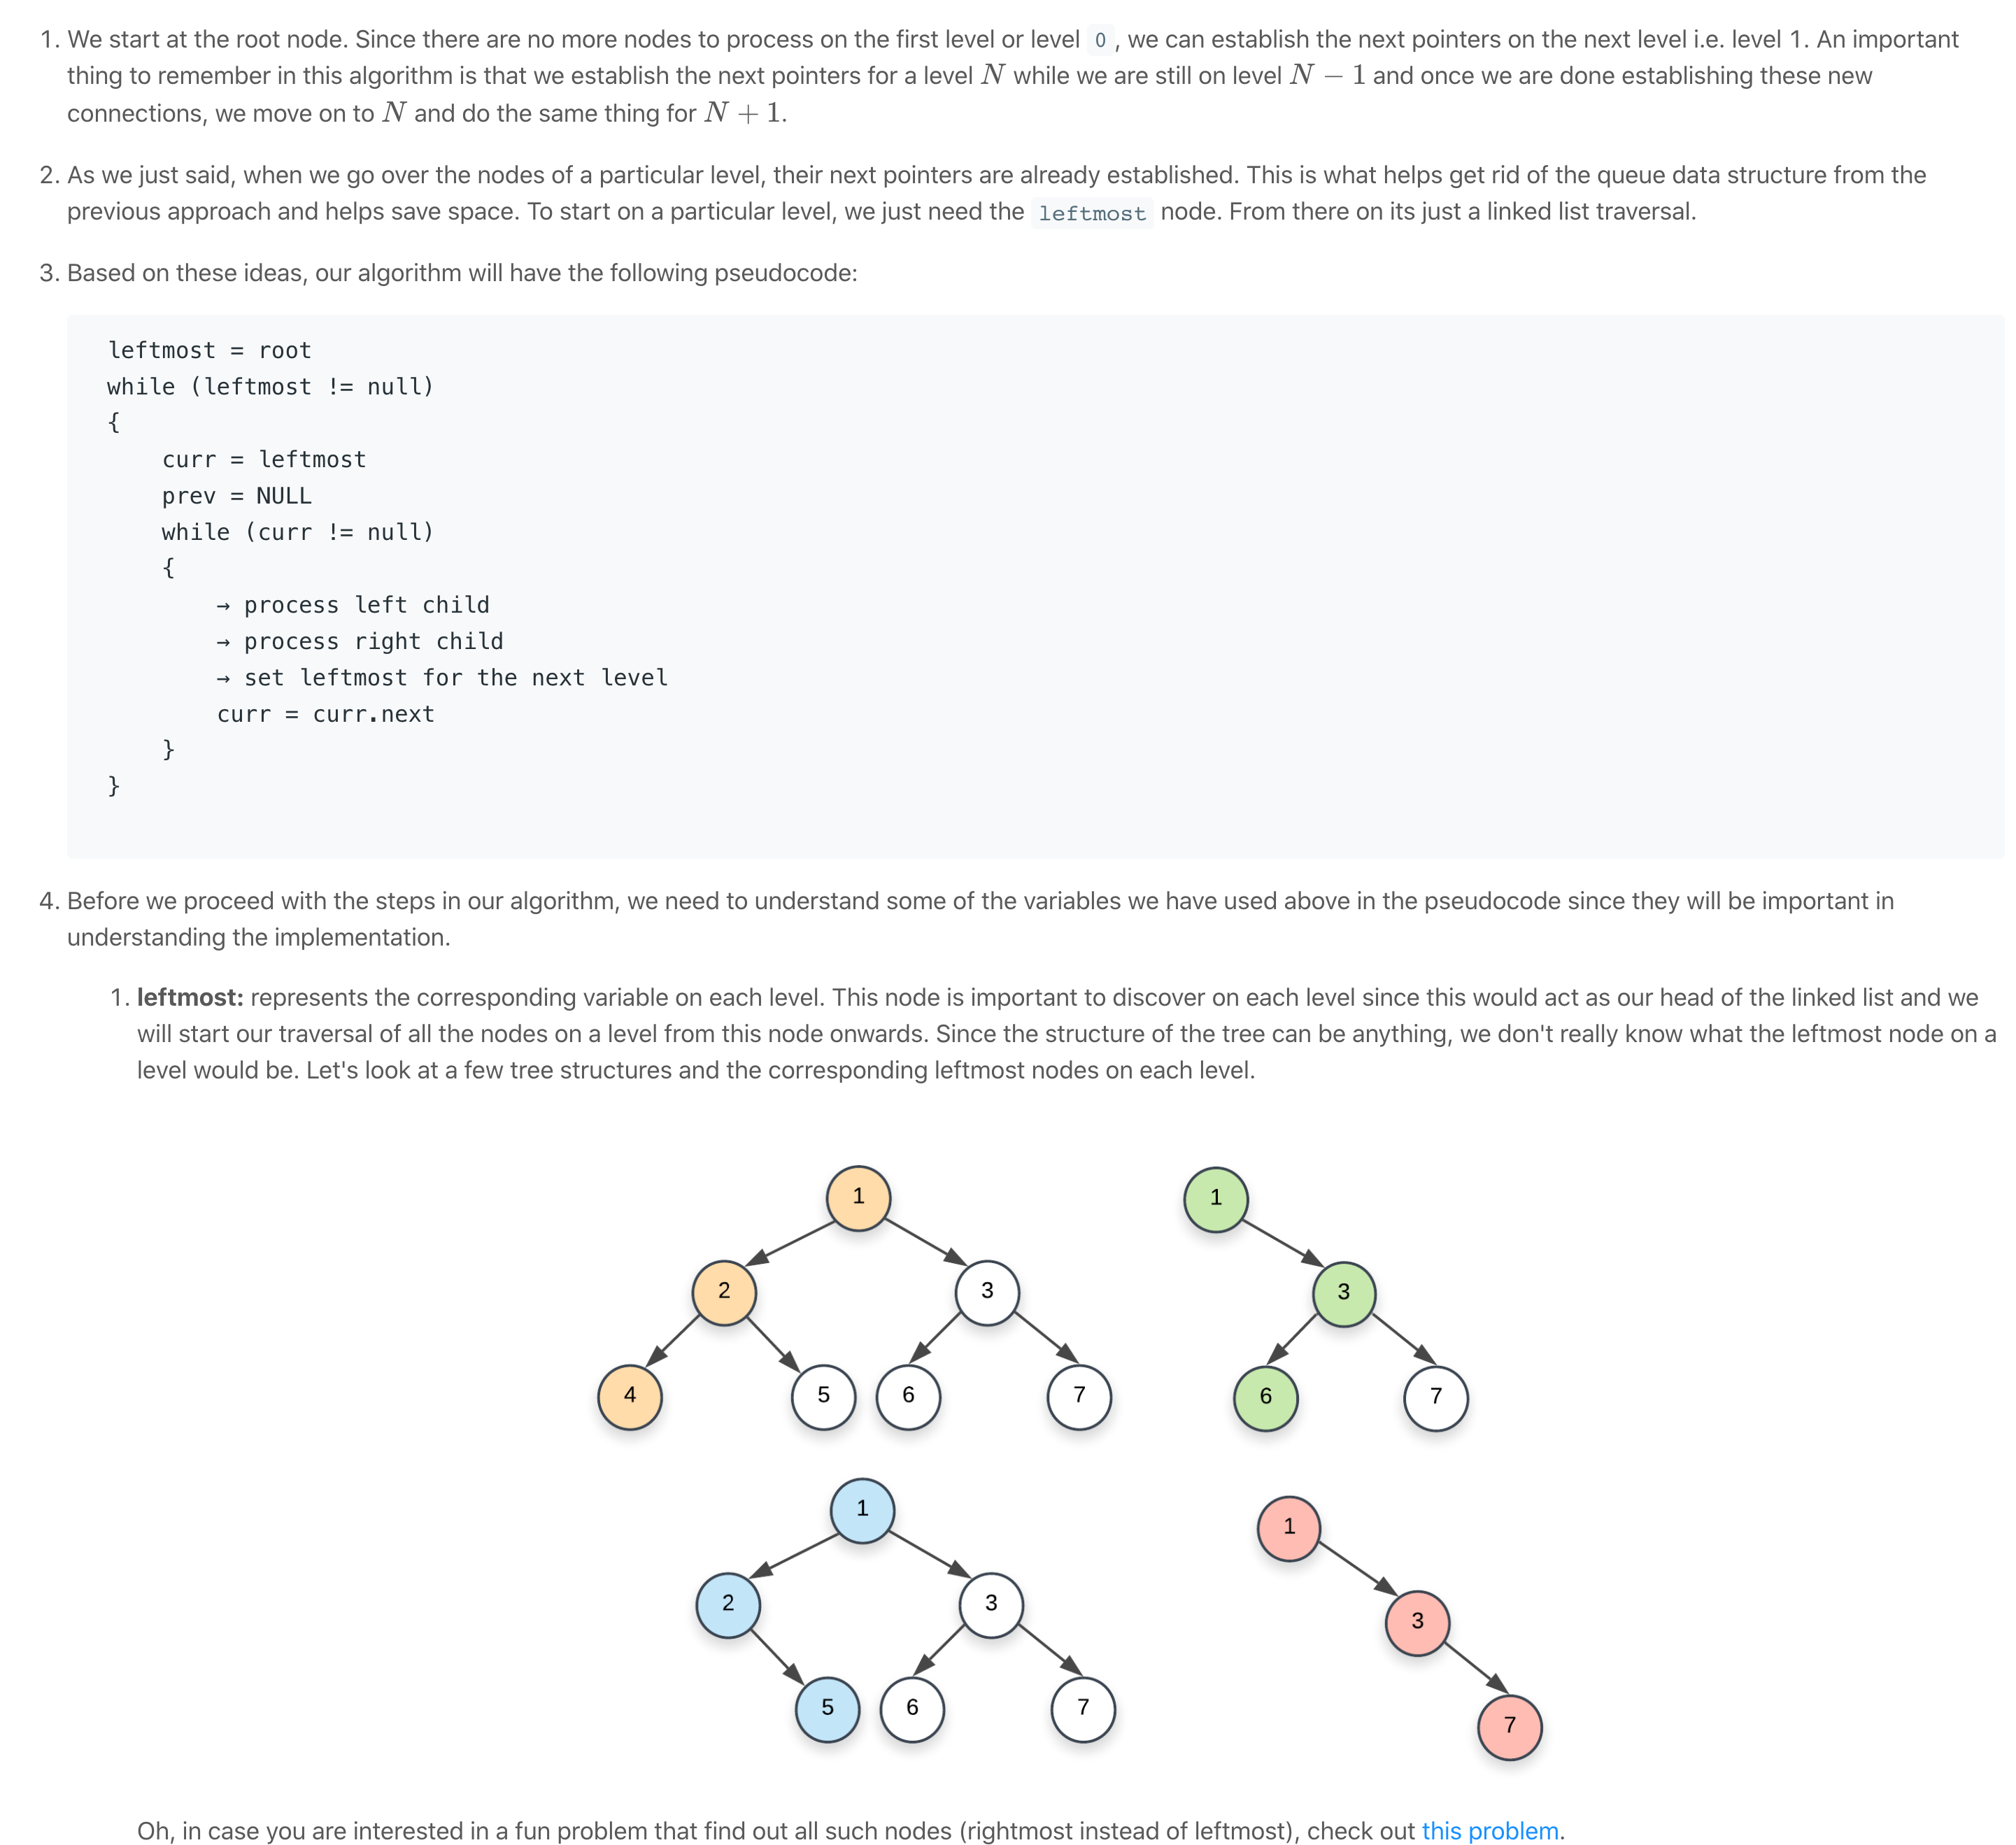 1. We start at the root node. Since there are no more nodes to process on the first level or level 0 , we can establish the next pointers on the next level i.e. level 1. An important
thing to remember in this algorithm is that we establish the next pointers for a level N while we are still on level N − 1 and once we are done establishing these new
connections, we move on to N and do the same thing for N + 1.
2. As we just said, when we go over the nodes of a particular level, their next pointers are already established. This is what helps get rid of the queue data structure from the
previous approach and helps save space. To start on a particular level, we just need the leftmost node. From there on its just a linked list traversal.
3. Based on these ideas, our algorithm will have the following pseudocode:
leftmost = root
while (leftmost != null)
{
    curr = leftmost
    prev = NULL
    while (curr != null)
    {
        → process left child
        → process right child
        → set leftmost for the next level
        curr = curr.next
    }
}
4. Before we proceed with the steps in our algorithm, we need to understand some of the variables we have used above in the pseudocode since they will be important in
understanding the implementation.
1. leftmost: represents the corresponding variable on each level. This node is important to discover on each level since this would act as our head of the linked list and we
will start our traversal of all the nodes on a level from this node onwards. Since the structure of the tree can be anything, we don't really know what the leftmost node on a
level would be. Let's look at a few tree structures and the corresponding leftmost nodes on each level.
1
2 3
4 5 6 7
1
3
6 7
1
2 3
5 6 7
1
3
7
Oh, in case you are interested in a fun problem that find out all such nodes (rightmost instead of leftmost), check out this problem.